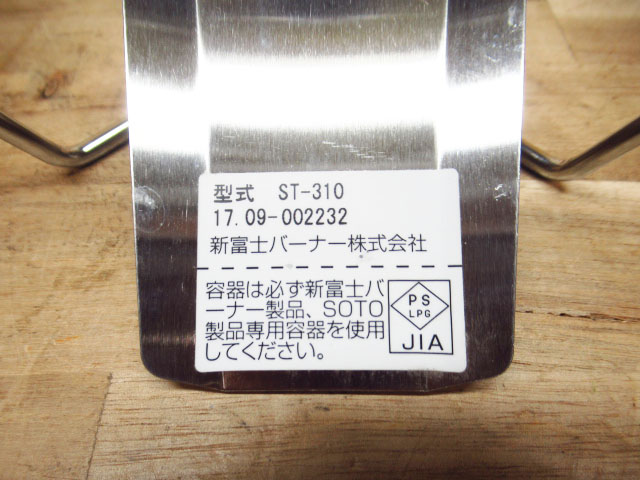 型式 ST-310
17.09-002232
新富士バーナー株式会社
容器は必ず新富士バ
ーナー製品、SOTO
製品専用容器を使用
してください。
PS
LPG
JIA